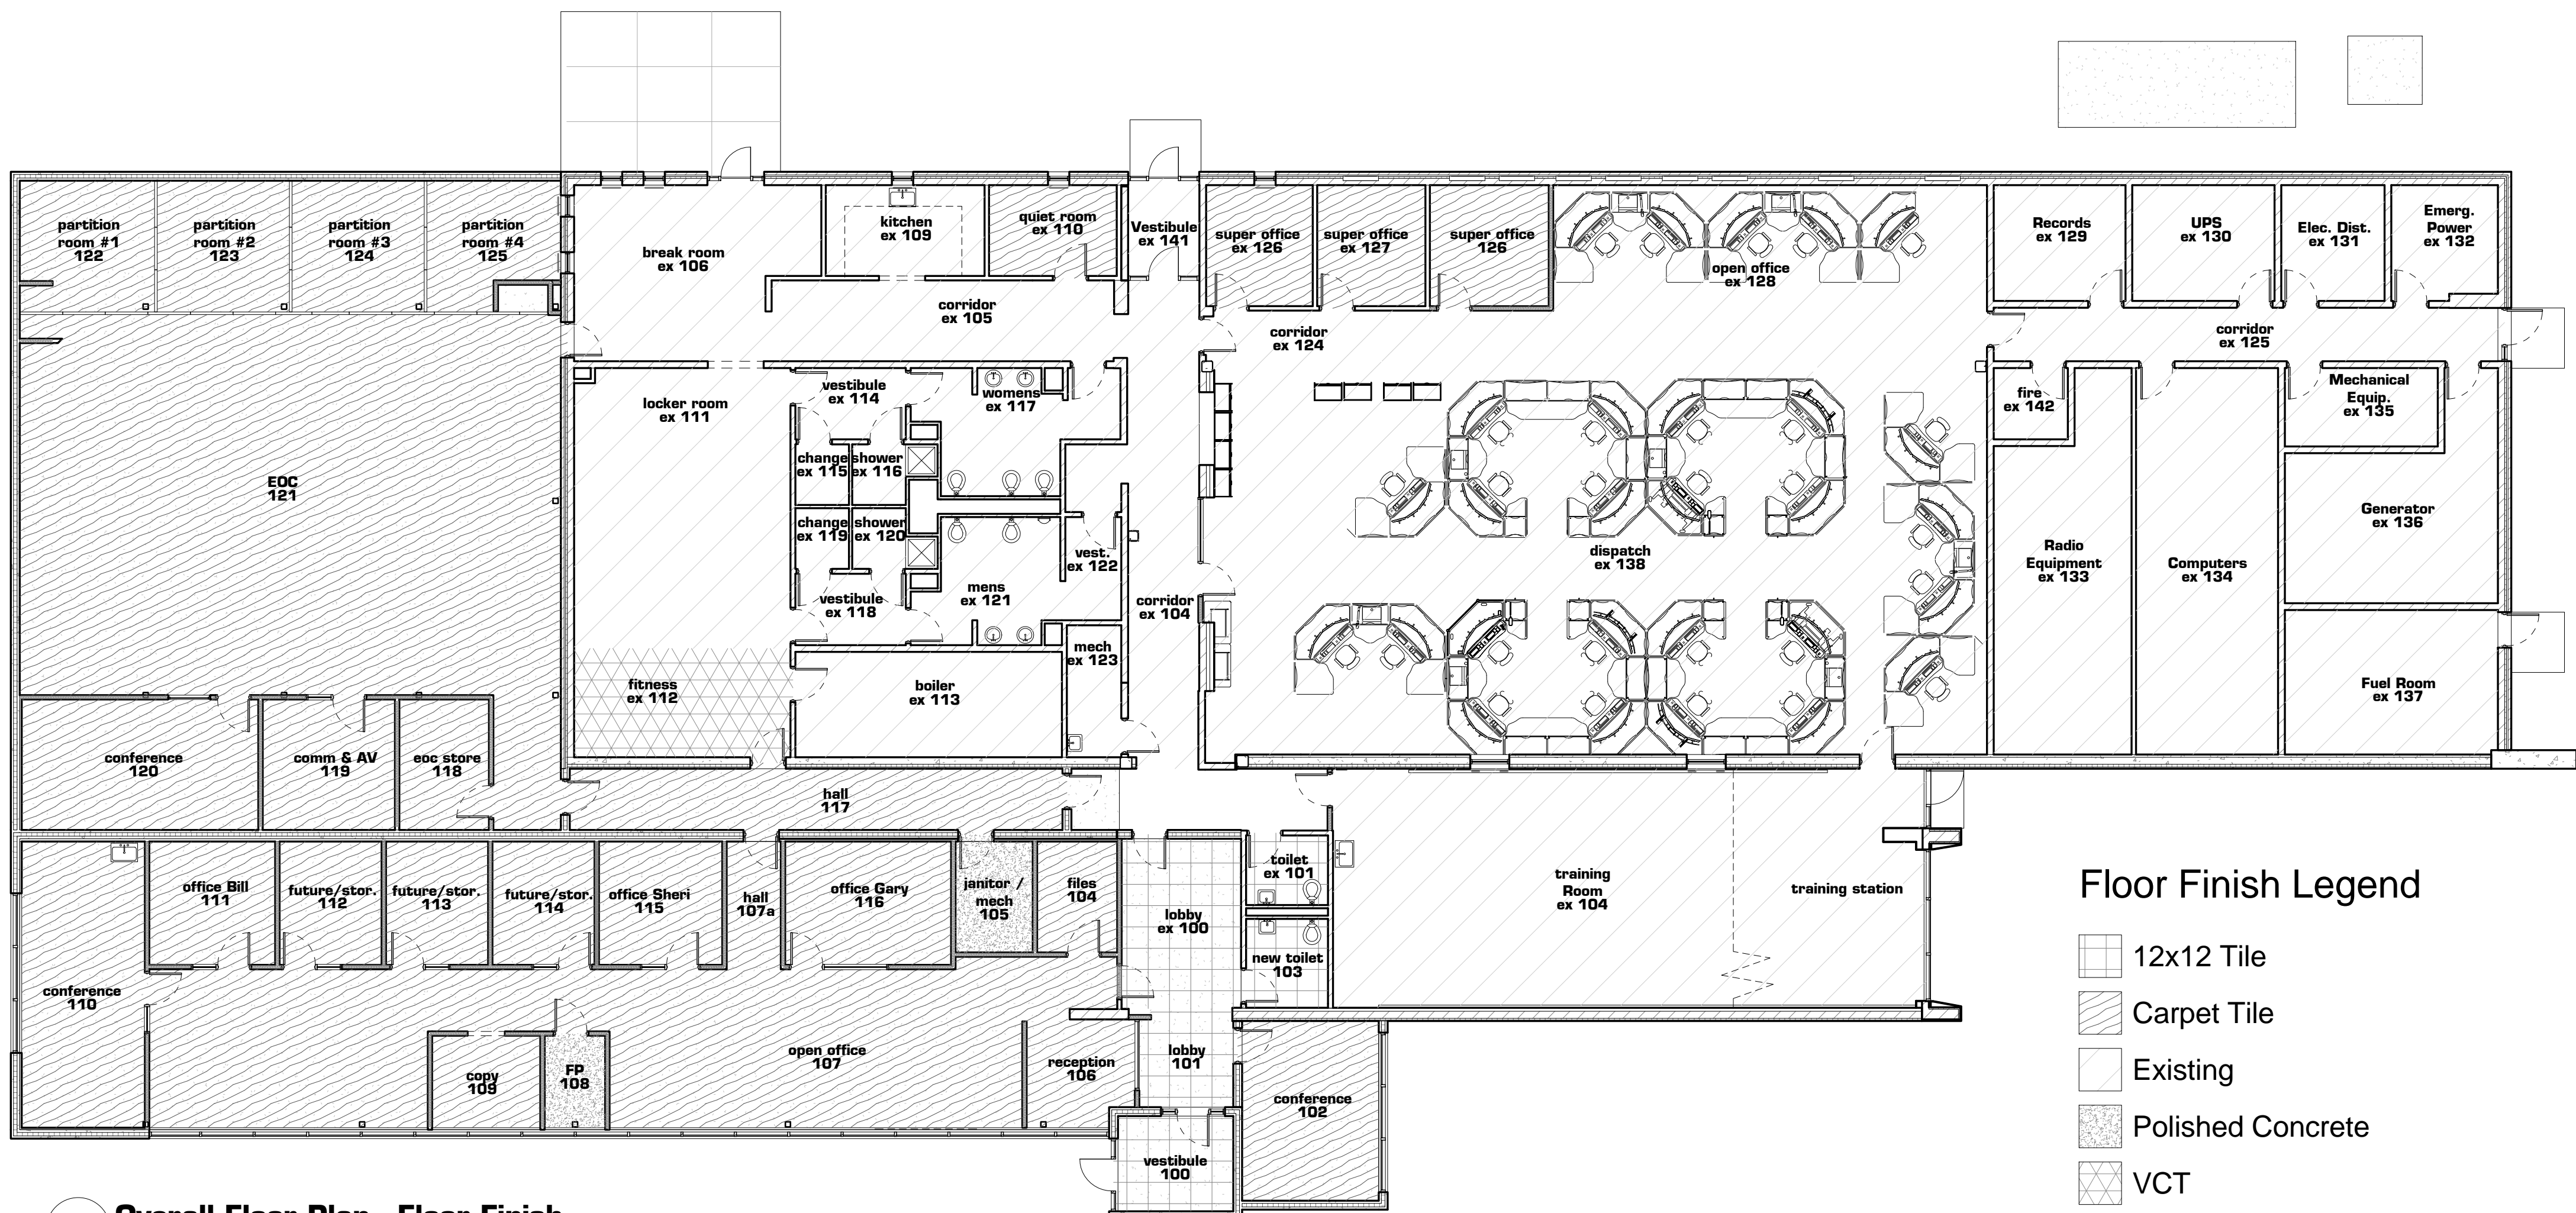 partition
room #1
122
partition
room #2
123
partition
room #3
124
partition
room #4
125
break room
ex 106
kitchen
ex 109
quiet room
ex 110
Vestibule
ex 141
super office
ex 126
super office
ex 127
super office
126
open office
ex 128
Records
ex 129
UPS
ex 130
Elec. Dist.
ex 131
Emerg.
Power
ex 132
corridor
ex 105
corridor
ex 124
corridor
ex 125
locker room
ex 111
vestibule
ex 114
womens
ex 117
fire
ex 142
Mechanical
Equip.
ex 135
EOC
121
change
ex 115
shower
ex 116
change
ex 119
shower
ex 120
vest.
ex 122
mens
ex 121
vestibule
ex 118
corridor
ex 104
dispatch
ex 138
Radio
Equipment
ex 133
Computers
ex 134
Generator
ex 136
mech
ex 123
fitness
ex 112
boiler
ex 113
Fuel Room
ex 137
conference
120
comm & AV
119
eoc store
118
hall
117
office Bill
111
future/stor.
112
future/stor.
113
future/stor.
114
office Sheri
115
hall
107a
office Gary
116
janitor /
mech
105
files
104
lobby
ex 100
toilet
ex 101
training
Room
ex 104
training station
new toilet
103
conference
110
copy
109
FP
108
open office
107
reception
106
lobby
101
conference
102
vestibule
100
Floor Finish Legend
12x12 Tile
Carpet Tile
Existing
Polished Concrete
VCT
Overall Floor Plan - Floor Finish